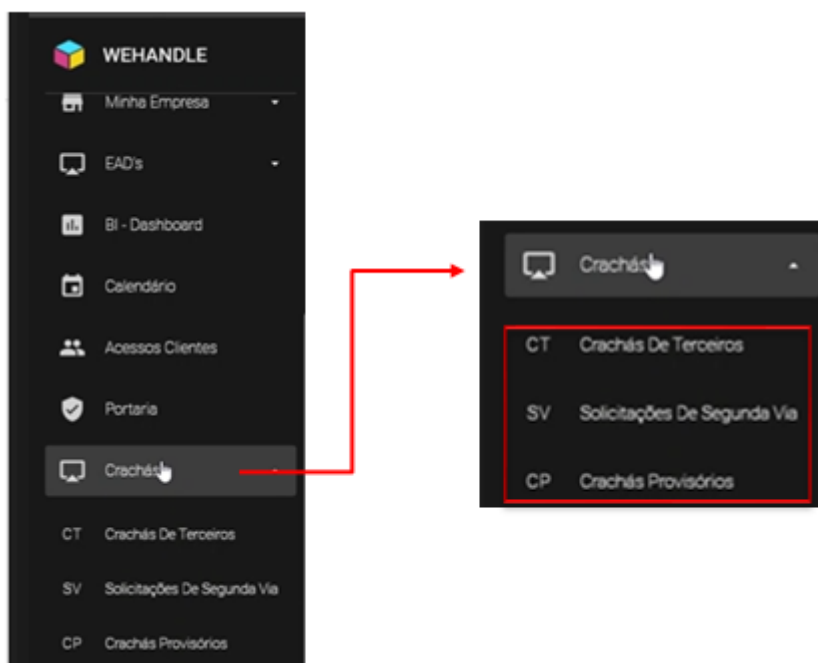 WEHANDLE
Minha Empresa
EAD's
BI - Dashboard
Calendário
Acessos Clientes
Portaria
Crachás
CT Crachás De Terceiros
SV Solicitações De Segunda Via
CP Crachás Provisórios
Crachás
CT Crachás De Terceiros
SV Solicitações De Segunda Via
CP Crachás Provisórios